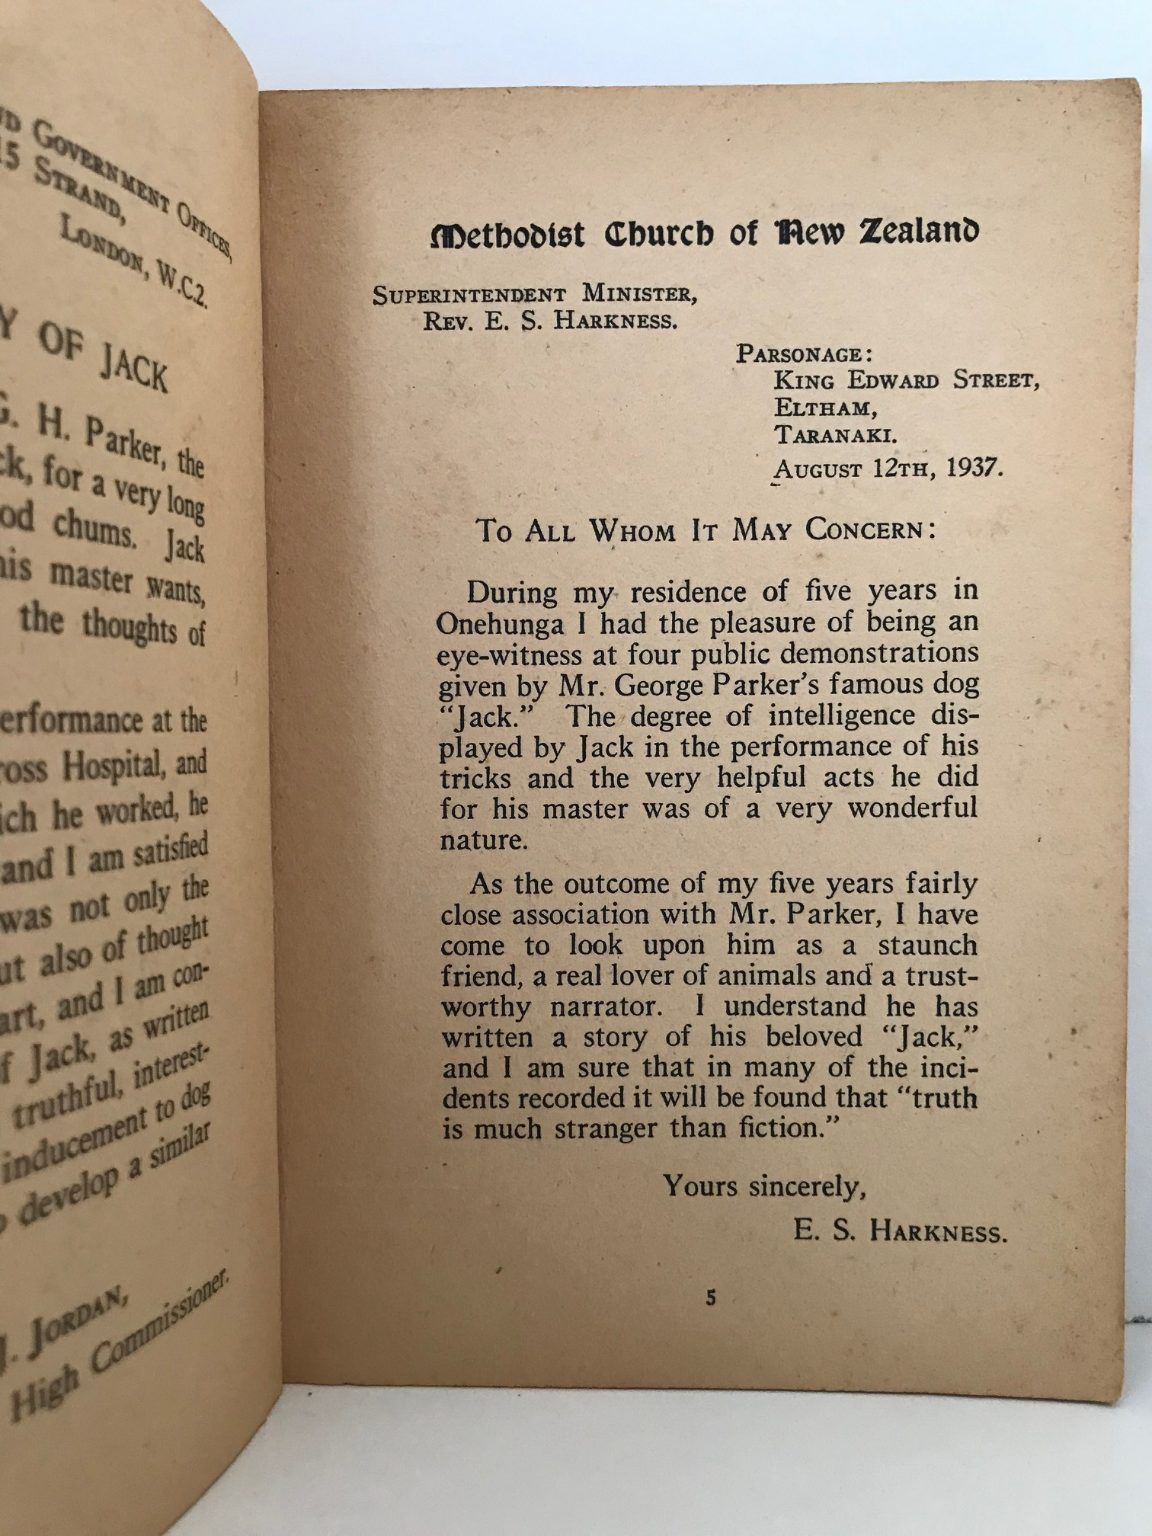 Government Offices,
15 Strand,
London, W.C.2.
OF JACK
G. H. Parker, the
for a very long
chums. Jack
his master wants,
the thoughts of
performance at the
Hospital, and
he worked, he
and I am satisfied
was not only the
also of thought
and I am con-
of Jack, as written
truthful, interest-
inducement to dog
develop a similar
J. Jordan,
High Commissioner.
Methodist Church of New Zealand
Superintendent Minister,
Rev. E. S. Harkness.
Parsonage:
King Edward Street,
Eltham,
Taranaki.
August 12th, 1937.
To All Whom It May Concern:
During my residence of five years in
Onehunga I had the pleasure of being an
eye-witness at four public demonstrations
given by Mr. George Parker's famous dog
"Jack." The degree of intelligence dis-
played by Jack in the performance of his
tricks and the very helpful acts he did
for his master was of a very wonderful
nature.
As the outcome of my five years fairly
close association with Mr. Parker, I have
come to look upon him as a staunch
friend, a real lover of animals and a trust-
worthy narrator. I understand he has
written a story of his beloved "Jack,"
and I am sure that in many of the inci-
dents recorded it will be found that "truth
is much stranger than fiction."
Yours sincerely,
E. S. Harkness.
5